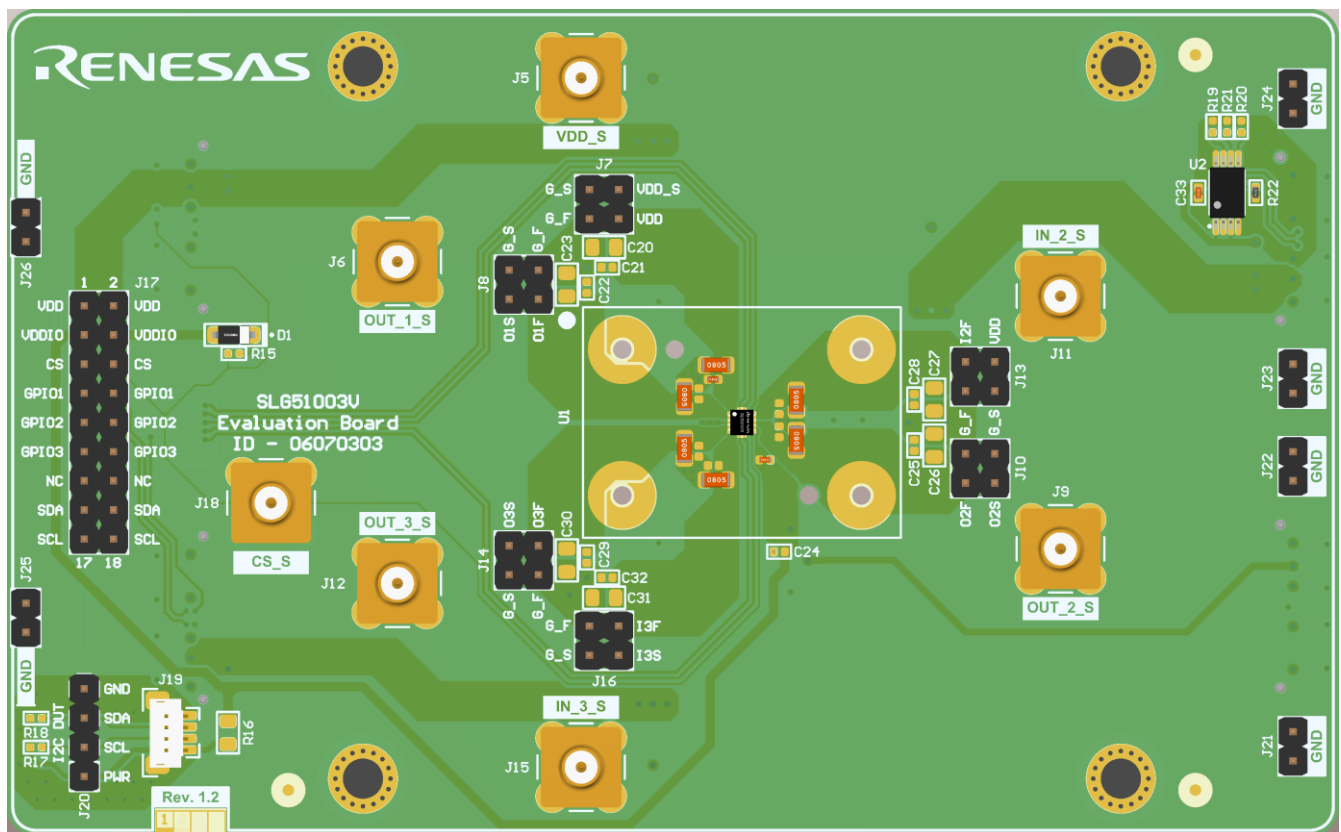 RENESAS
J5
VDD_S
J7
G_S
VDD_S
G_F
VDD
J24
GND
R19
R21
R20
U2
C33
R22
GND
J26
J6
OUT_1_S
G_S
G_F
C23
C20
C21
C22
J8
O1S
O1F
IN_2_S
J11
1 2 J17
VDD VDD
VDDIO VDDIO
CS CS
GPIO1 GPIO1
GPIO2 GPIO2
GPIO3 GPIO3
NC NC
SDA SDA
SCL SCL
17 18
D1
R15
SLG51003V
Evaluation Board
ID - 06070303
J18
CS_S
OUT_3_S
J12
U1
0805
0805
0805
0805
0805
0805
C28
C27
I2F
VDD
J13
G_F
G_S
C25
C26
J10
O2F
O2S
J23
GND
J22
GND
J9
OUT_2_S
O3S
O3F
C30
C29
J14
C32
C31
G_S
G_F
C24
G_F
I3F
G_S
I3S
J16
J25
GND
IN_3_S
J15
J19
GND
SDA
SCL
PWR
I2C DUT
R18
R17
J20
R16
J21
GND
Rev. 1.2
1